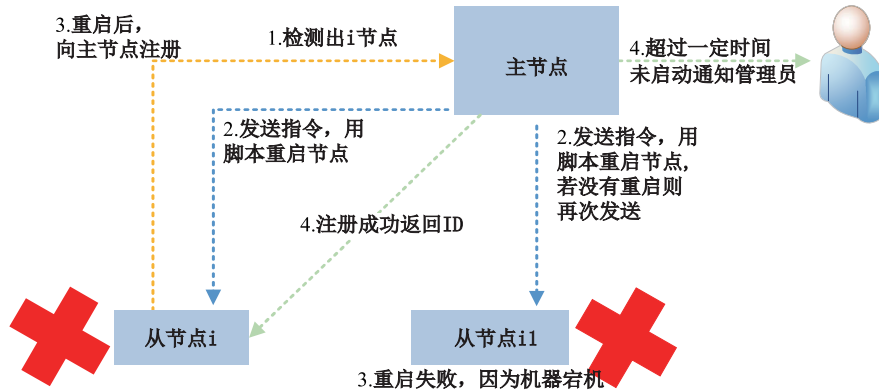 3.重启后，
向主节点注册
1.检测出i节点
主节点
4.超过一定时间
未启动通知管理员
2.发送指令，用
脚本重启节点
2.发送指令，用
脚本重启节点,
若没有重启则
再次发送
4.注册成功返回ID
从节点i
从节点i1
3.重启失败，因为机器宕机